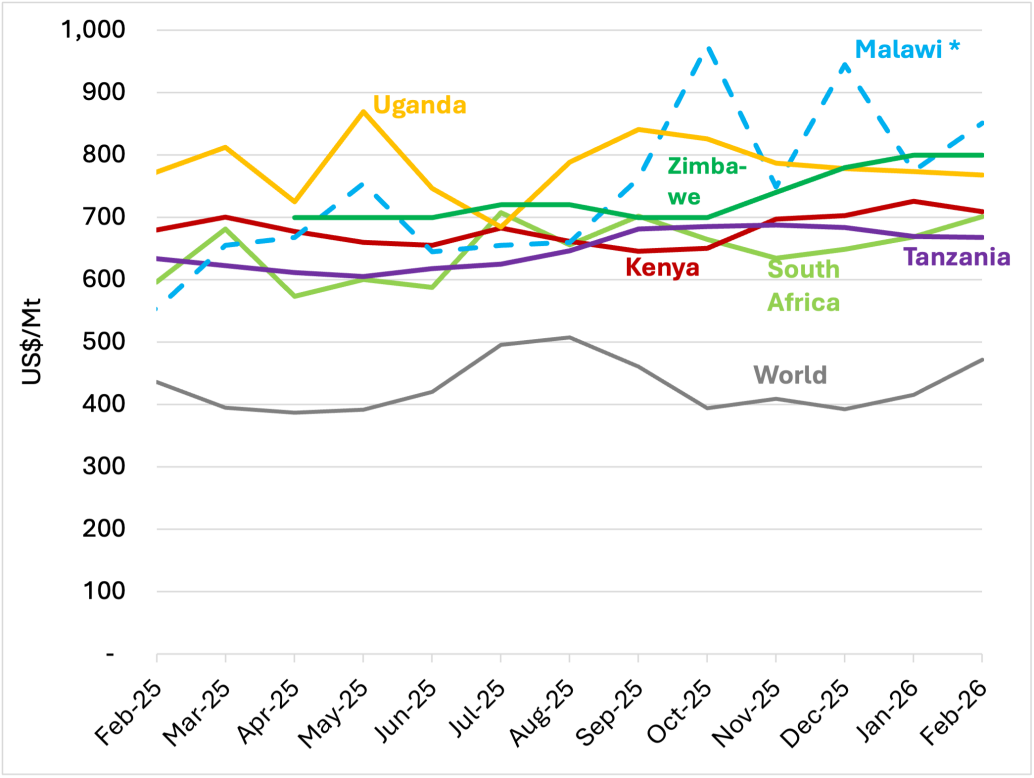 1,000
900
800
700
600
500
400
300
200
100
-
US$/Mt
Malawi *
Uganda
Zimba-
we
Kenya
South
Africa
Tanzania
World
Feb-25
Mar-25
Apr-25
May-25
Jun-25
Jul-25
Aug-25
Sep-25
Oct-25
Nov-25
Dec-25
Jan-26
Feb-26